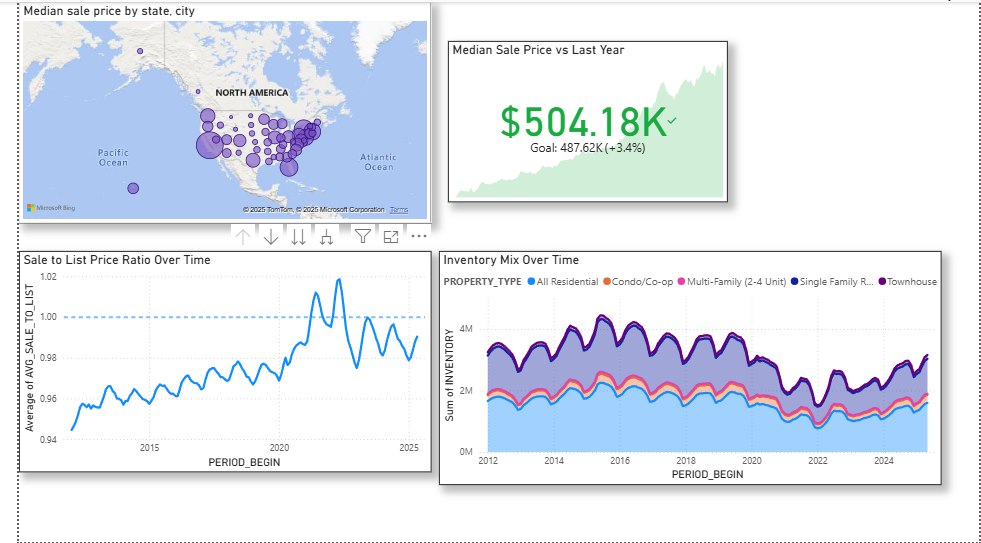 Median sale price by state, city
NORTH AMERICA
Pacific
Ocean
Atlantic
Ocean
Microsoft Bing
© 2025 TomTom, © 2025 Microsoft Corporation Terms
Median Sale Price vs Last Year
$504.18K
Goal: 487.62K (+3.4%)
Sale to List Price Ratio Over Time
Average of AVG_SALE_TO_LIST
1.02
1.00
0.98
0.96
0.94
2015
2020
2025
PERIOD_BEGIN
Inventory Mix Over Time
PROPERTY_TYPE All Residential Condo/Co-op Multi-Family (2-4 Unit) Single Family R... Townhouse
Sum of INVENTORY
4M
2M
0M
2012
2014
2016
2018
2020
2022
2024
PERIOD_BEGIN